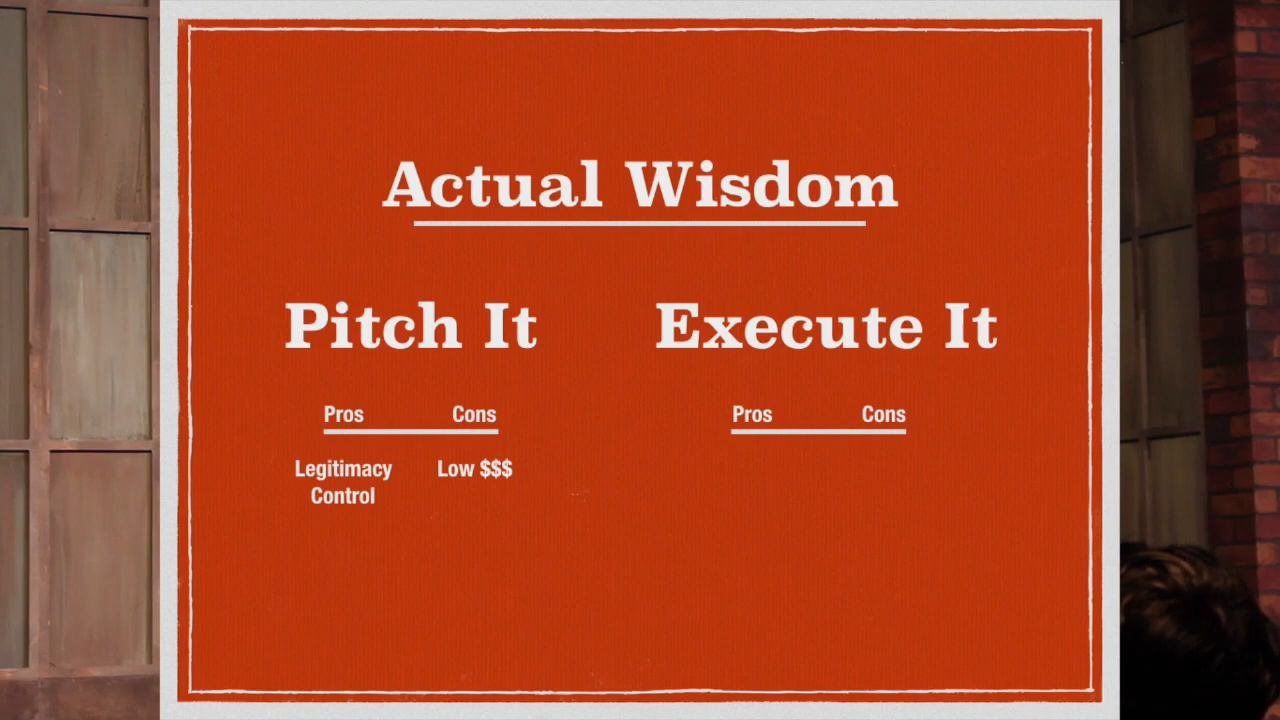 Actual Wisdom
Pitch It Execute It
Pros Cons Pros Cons
Legitimacy Low $$$
Control